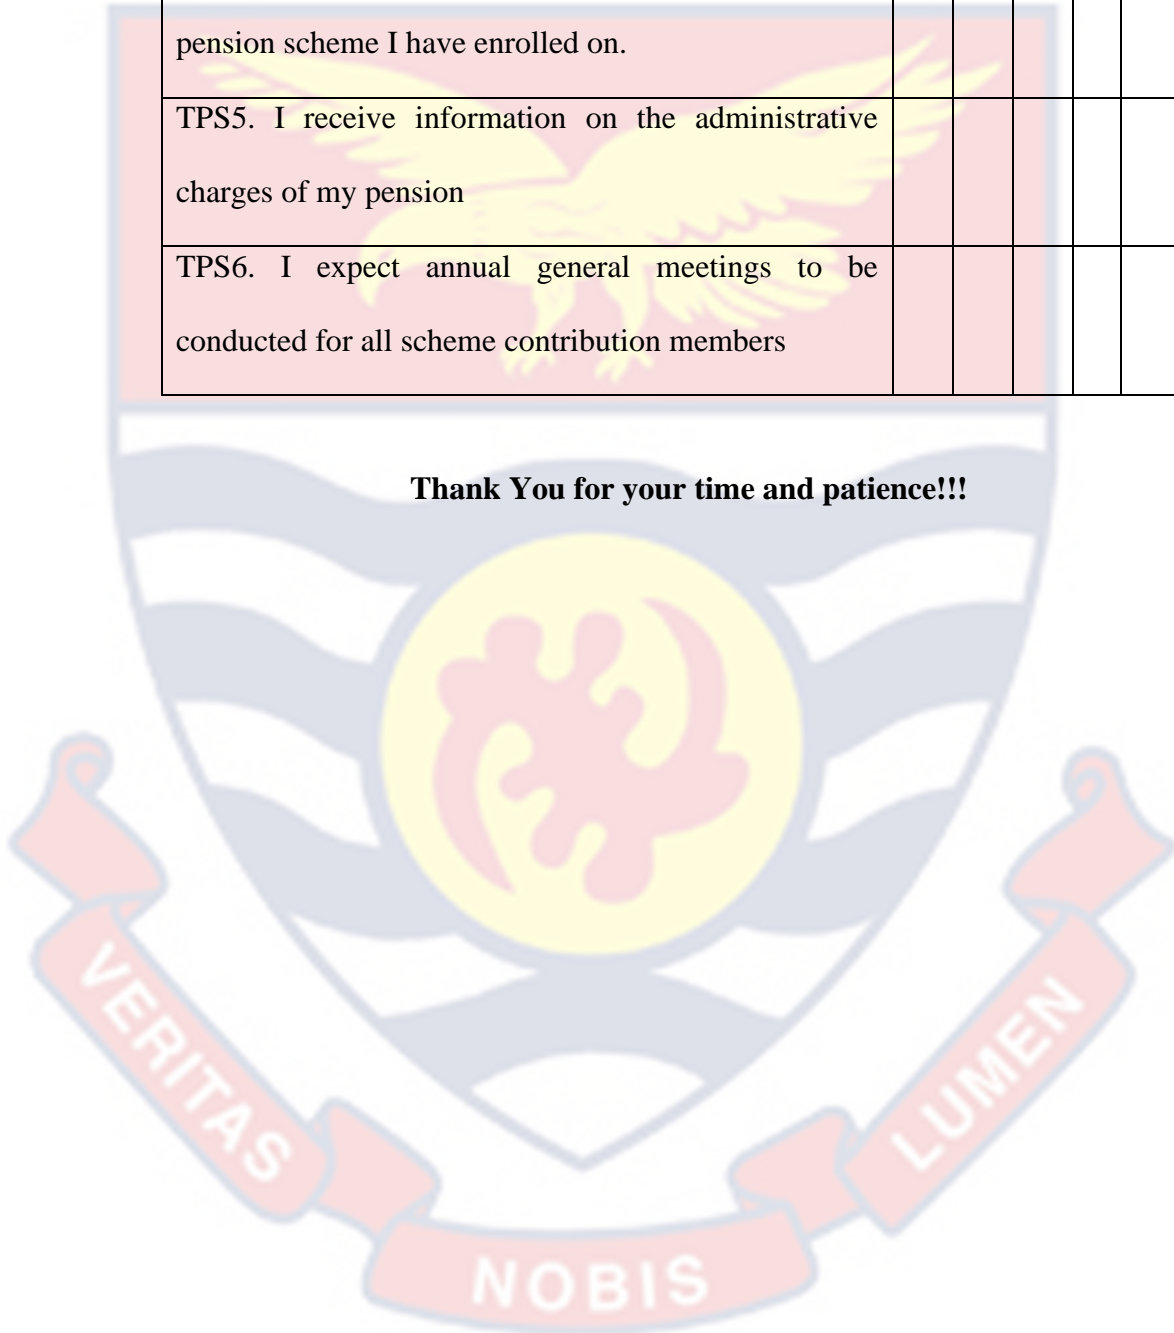 pension scheme I have enrolled on.
TPS5. I receive information on the administrative
charges of my pension
TPS6. I expect annual general meetings to be
conducted for all scheme contribution members
Thank You for your time and patience!!!
VERITAS
NOBIS
LUMEN